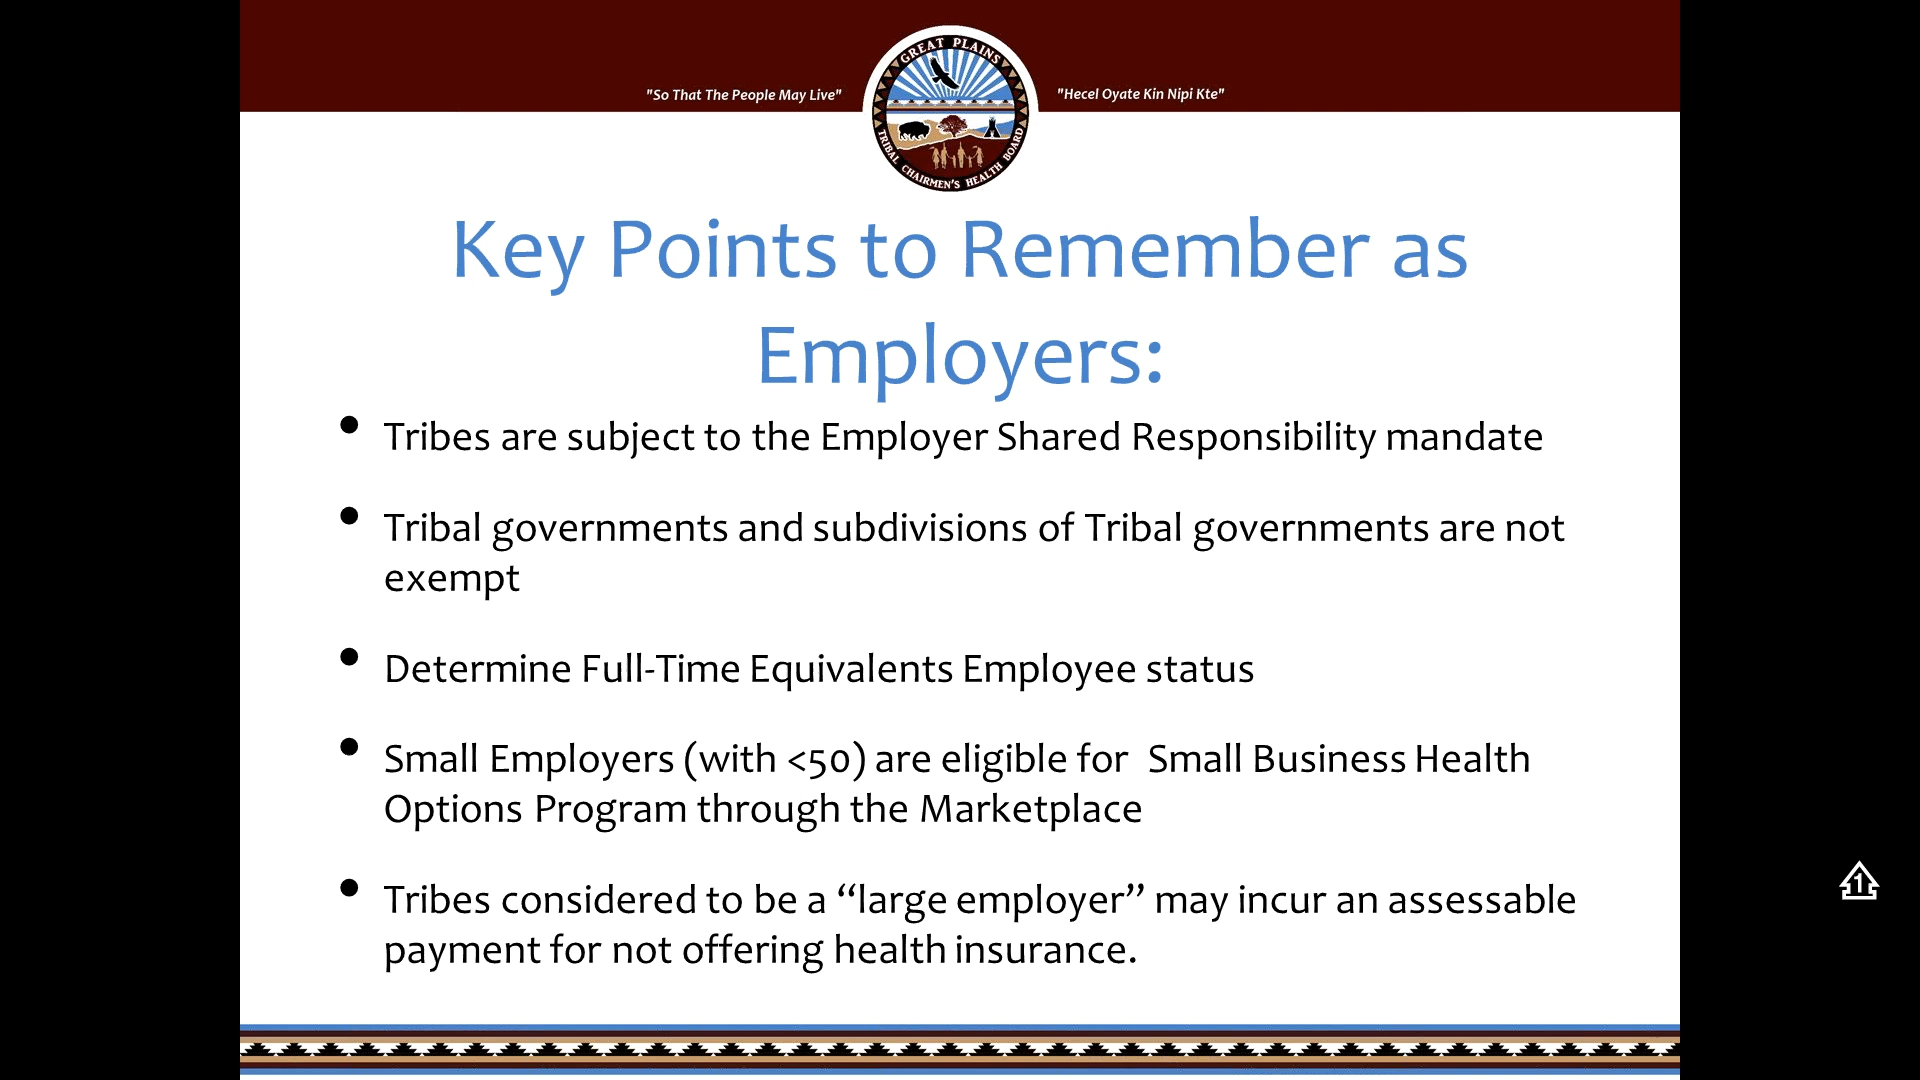 "So That The People May Live"
"Hecel Oyate Kin Nipi Kte"
GREAT PLAINS
TRIBAL CHAIRMEN'S HEALTH BOARD
Key Points to Remember as
Employers:
• Tribes are subject to the Employer Shared Responsibility mandate
• Tribal governments and subdivisions of Tribal governments are not
exempt
• Determine Full-Time Equivalents Employee status
• Small Employers (with <50) are eligible for  Small Business Health
Options Program through the Marketplace
• Tribes considered to be a “large employer” may incur an assessable
payment for not offering health insurance.
1